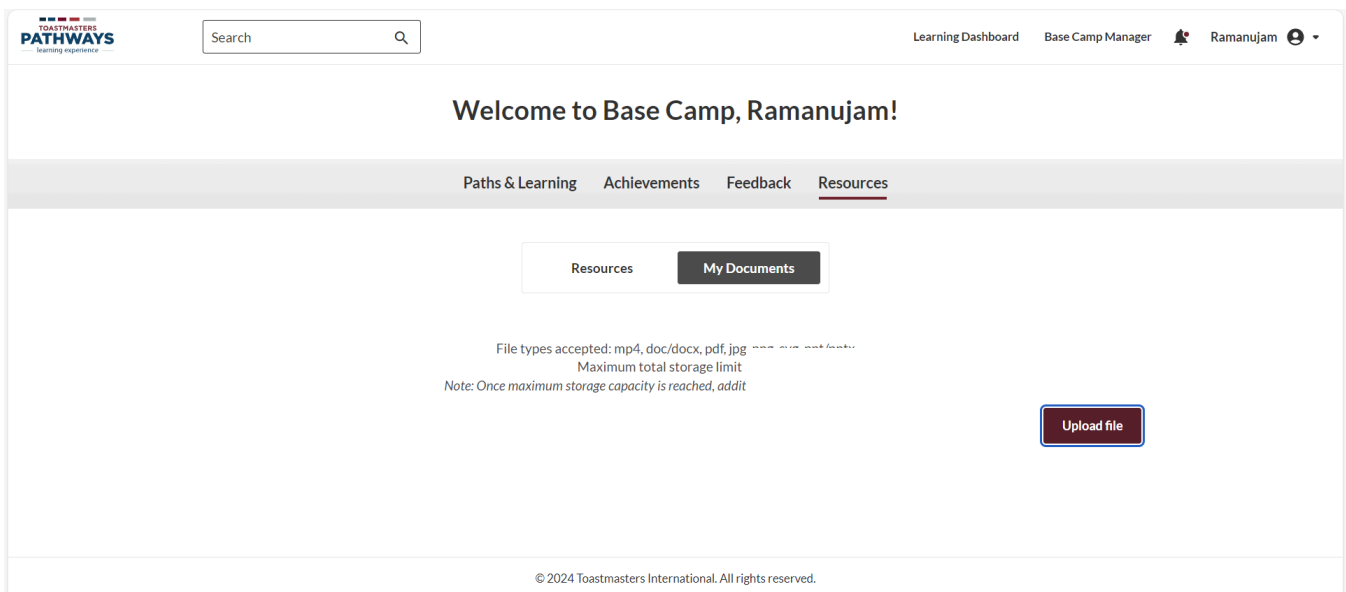 TOASTMASTERS
PATHWAYS
learning experience
Search
Learning Dashboard Base Camp Manager Ramanujam
Welcome to Base Camp, Ramanujam!
Paths & Learning Achievements Feedback Resources
Resources My Documents
File types accepted: mp4, doc/docx, pdf, jpg
Maximum total storage limit
Note: Once maximum storage capacity is reached, addit
Upload file
© 2024 Toastmasters International. All rights reserved.